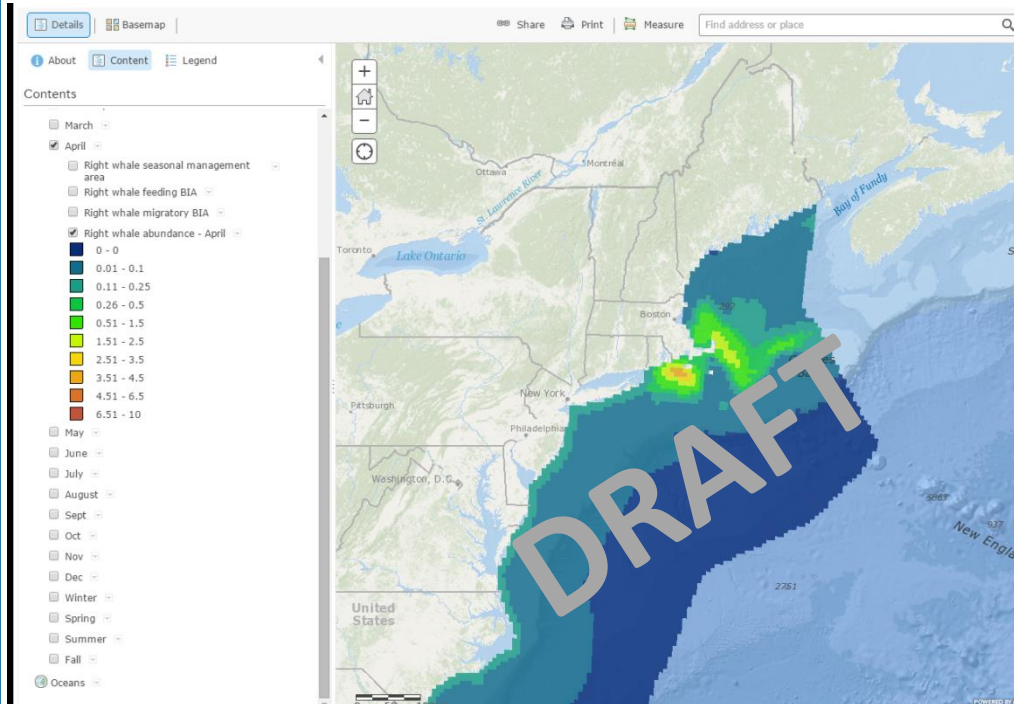 Details
Basemap
Share
Print
Measure
Find address or place
About
Content
Legend
Contents
March
April
Right whale seasonal management
area
Right whale feeding BIA
Right whale migratory BIA
Right whale abundance - April
0 - 0
0.01 - 0.1
0.11 - 0.25
0.26 - 0.5
0.51 - 1.5
1.51 - 2.5
2.51 - 3.5
3.51 - 4.5
4.51 - 6.5
6.51 - 10
May
June
July
August
Sept
Oct
Nov
Dec
Winter
Spring
Summer
Fall
Oceans
Ottawa
Montréal
St. Lawrence River
Bay of Fundy
Toronto
Lake Ontario
Boston
New York
Pittsburgh
Philadelphia
Washington, D.C.
DRAFT
937
New Engla
2761
United
States
POWERED BY